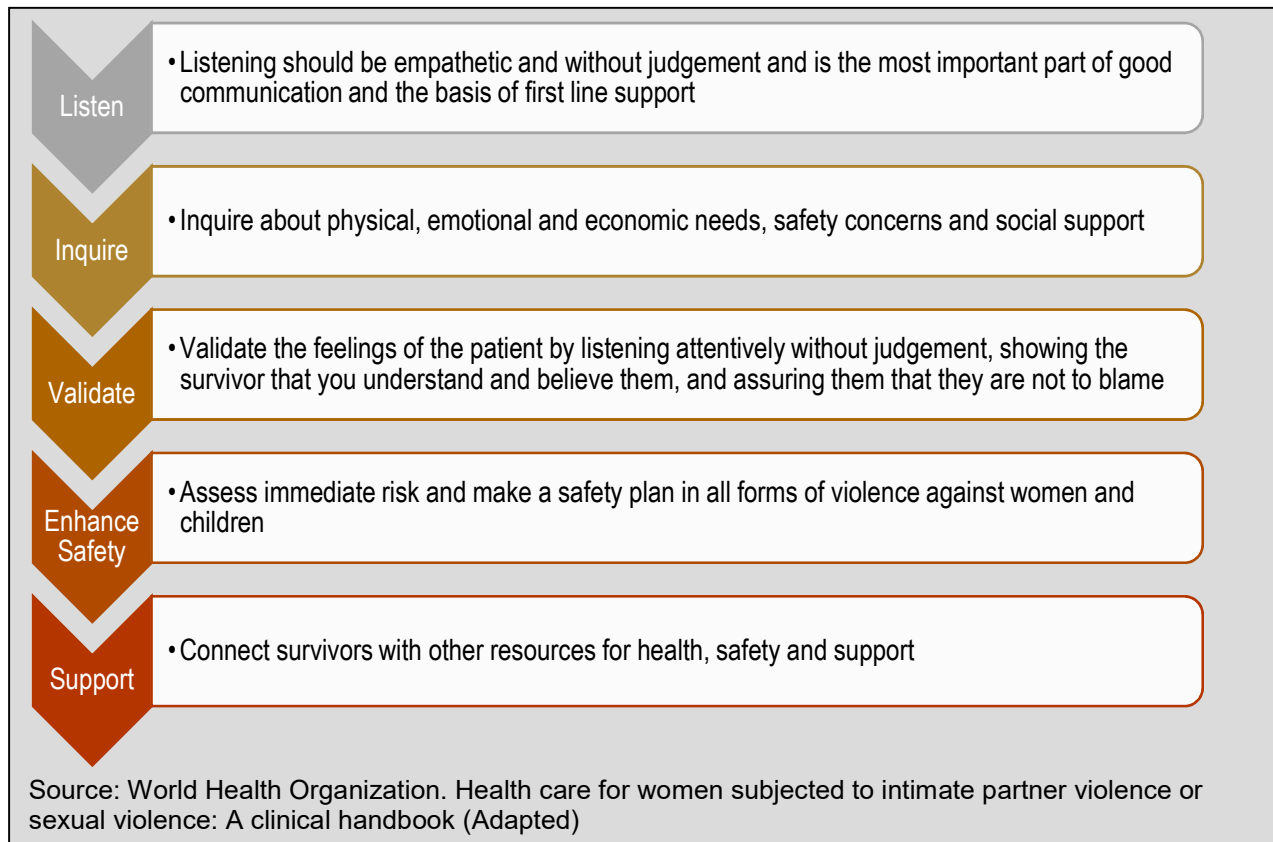 Listen
•Listening should be empathetic and without judgement and is the most important part of good
communication and the basis of first line support
Inquire
•Inquire about physical, emotional and economic needs, safety concerns and social support
Validate
•Validate the feelings of the patient by listening attentively without judgement, showing the
survivor that you understand and believe them, and assuring them that they are not to blame
Enhance
Safety
•Assess immediate risk and make a safety plan in all forms of violence against women and
children
Support
•Connect survivors with other resources for health, safety and support
Source: World Health Organization. Health care for women subjected to intimate partner violence or
sexual violence: A clinical handbook (Adapted)